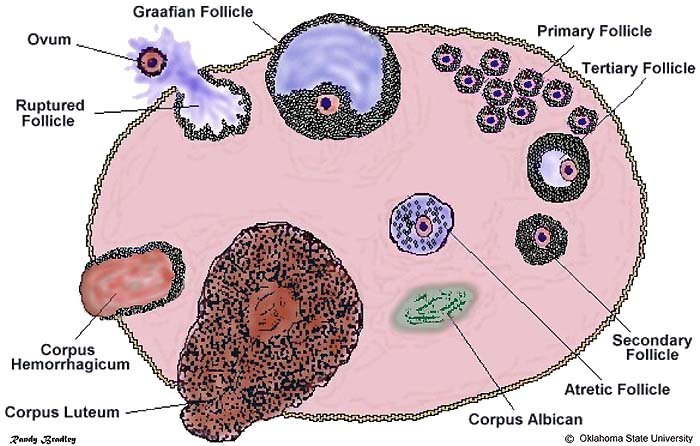 Graafian Follicle
Ovum
Primary Follicle
Tertiary Follicle
Ruptured
Follicle
Secondary
Follicle
Corpus
Hemorrhagicum
Atretic Follicle
Corpus Luteum
Corpus Albican
Randy Bradley
© Oklahoma State University